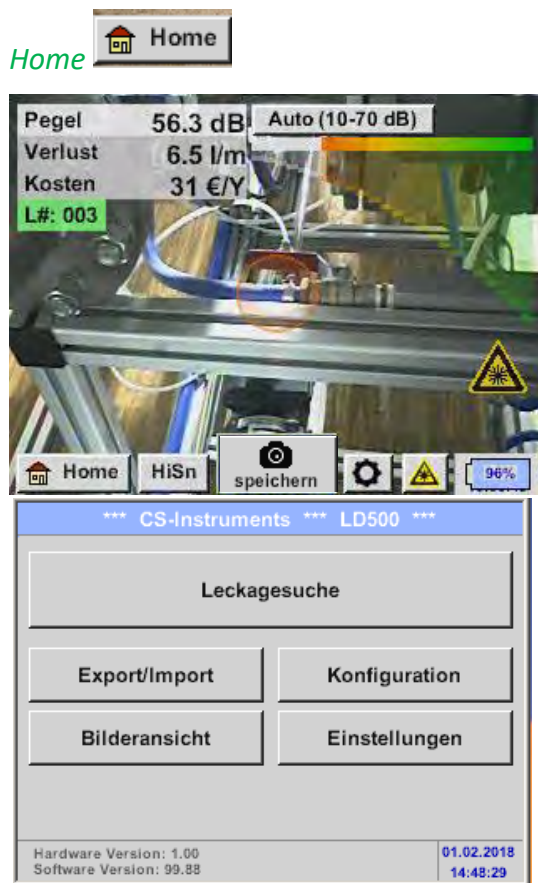 Home Home
Pegel 56.3 dB Auto (10-70 dB)
Verlust 6.5 l/m
Kosten 31 €/Y
L#: 003
Home HiSn speichern 96%
*** CS-Instruments *** LD500 ***
Leckagesuche
Export/Import Konfiguration
Bilderansicht Einstellungen
Hardware Version: 1.00 01.02.2018
Software Version: 99.88 14:48:29